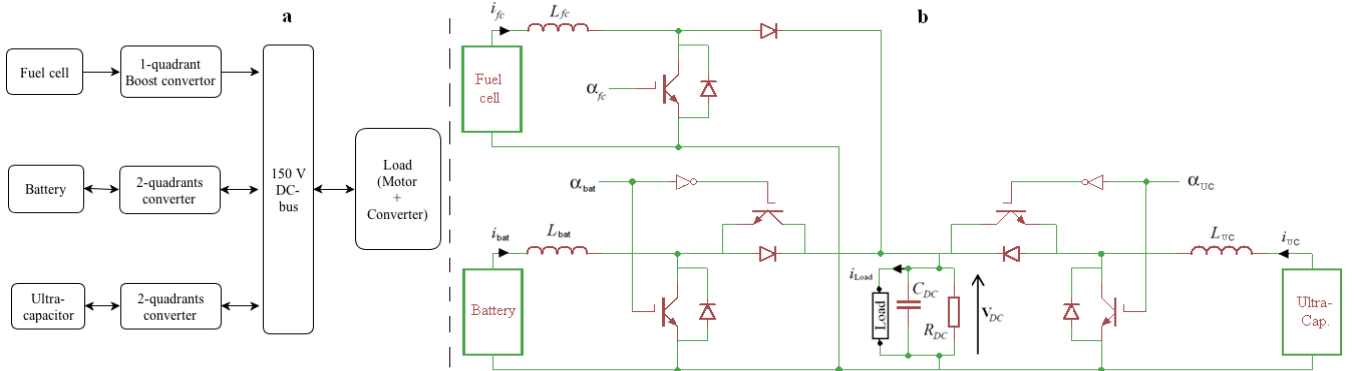 a
Fuel cell
1-quadrant
Boost convertor
Battery
2-quadrants
converter
Ultra-
capacitor
2-quadrants
converter
150 V
DC-
bus
Load
(Motor
+
Converter)
b
i_fc
L_fc
Fuel
cell
α_fc
α_bat
α_UC
i_bat
L_bat
L_UC
i_UC
Battery
i_Load
Load
C_DC
R_DC
V_DC
Ultra-
Cap.